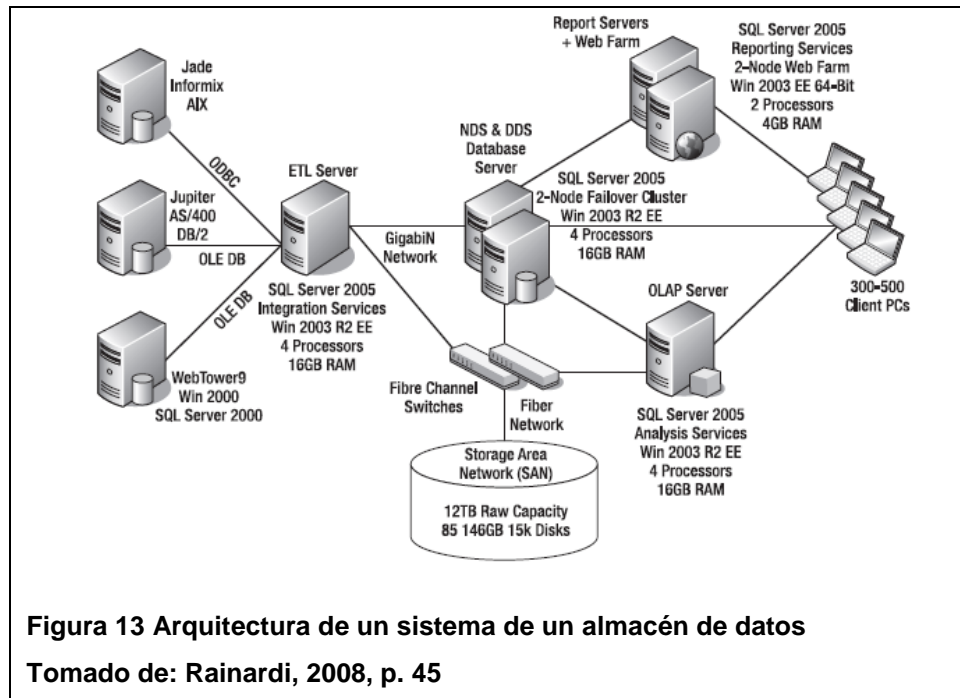 Jade
Informix
AIX
ODBC
Jupiter
AS/400
DB/2
OLE DB
OLE DB
WebTower9
Win 2000
SQL Server 2000
ETL Server
SQL Server 2005
Integration Services
Win 2003 R2 EE
4 Processors
16GB RAM
GigabiN
Network
NDS & DDS
Database
Server
SQL Server 2005
2-Node Failover Cluster
Win 2003 R2 EE
4 Processors
16GB RAM
Report Servers
+ Web Farm
SQL Server 2005
Reporting Services
2-Node Web Farm
Win 2003 EE 64-Bit
2 Processors
4GB RAM
300-500
Client PCs
OLAP Server
SQL Server 2005
Analysis Services
Win 2003 R2 EE
4 Processors
16GB RAM
Fibre Channel
Switches
Fiber
Network
Storage Area
Network (SAN)
12TB Raw Capacity
85 146GB 15k Disks
Figura 13 Arquitectura de un sistema de un almacén de datos
Tomado de: Rainardi, 2008, p. 45